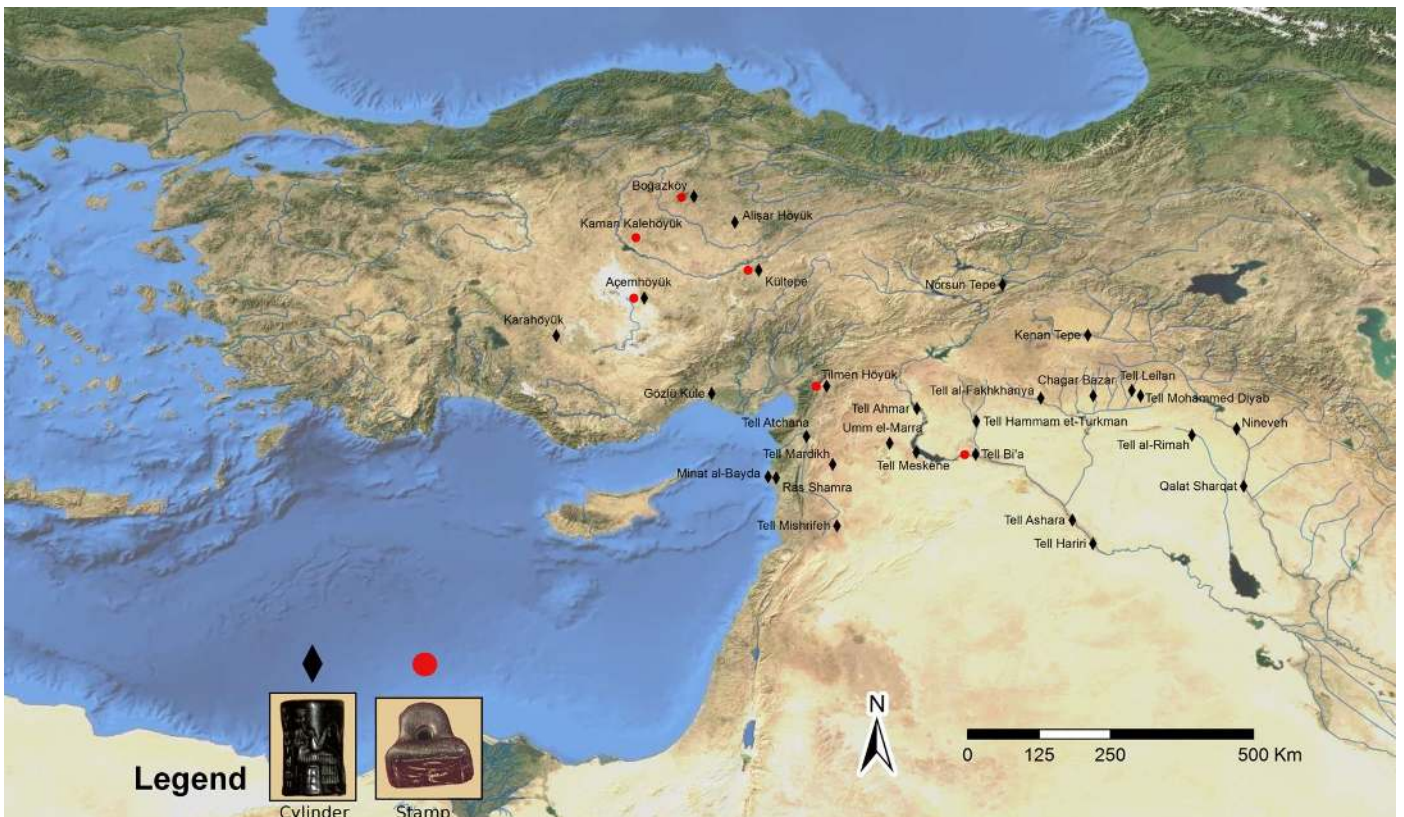 Boğazköy
Alişar Höyük
Kaman Kalehöyük
Açemhöyük
Kültepe
Norsun Tepe
Karahöyük
Kenan Tepe
Tilmen Höyük
Gözlü Kule
Tell al-Fakhkhanya
Chagar Bazar
Tell Leilan
Tell Mohammed Diyab
Tell Ahmar
Tell Atchana
Umm el-Marra
Tell Hammam et-Turkman
Nineveh
Tell al-Rimah
Tell Mardikh
Tell Meskene
Tell Bi'a
Minat al-Bayda
Ras Shamra
Qalat Sharqat
Tell Mishrifeh
Tell Ashara
Tell Hariri
N
0 125 250 500 Km
Legend
Cylinder Stamp